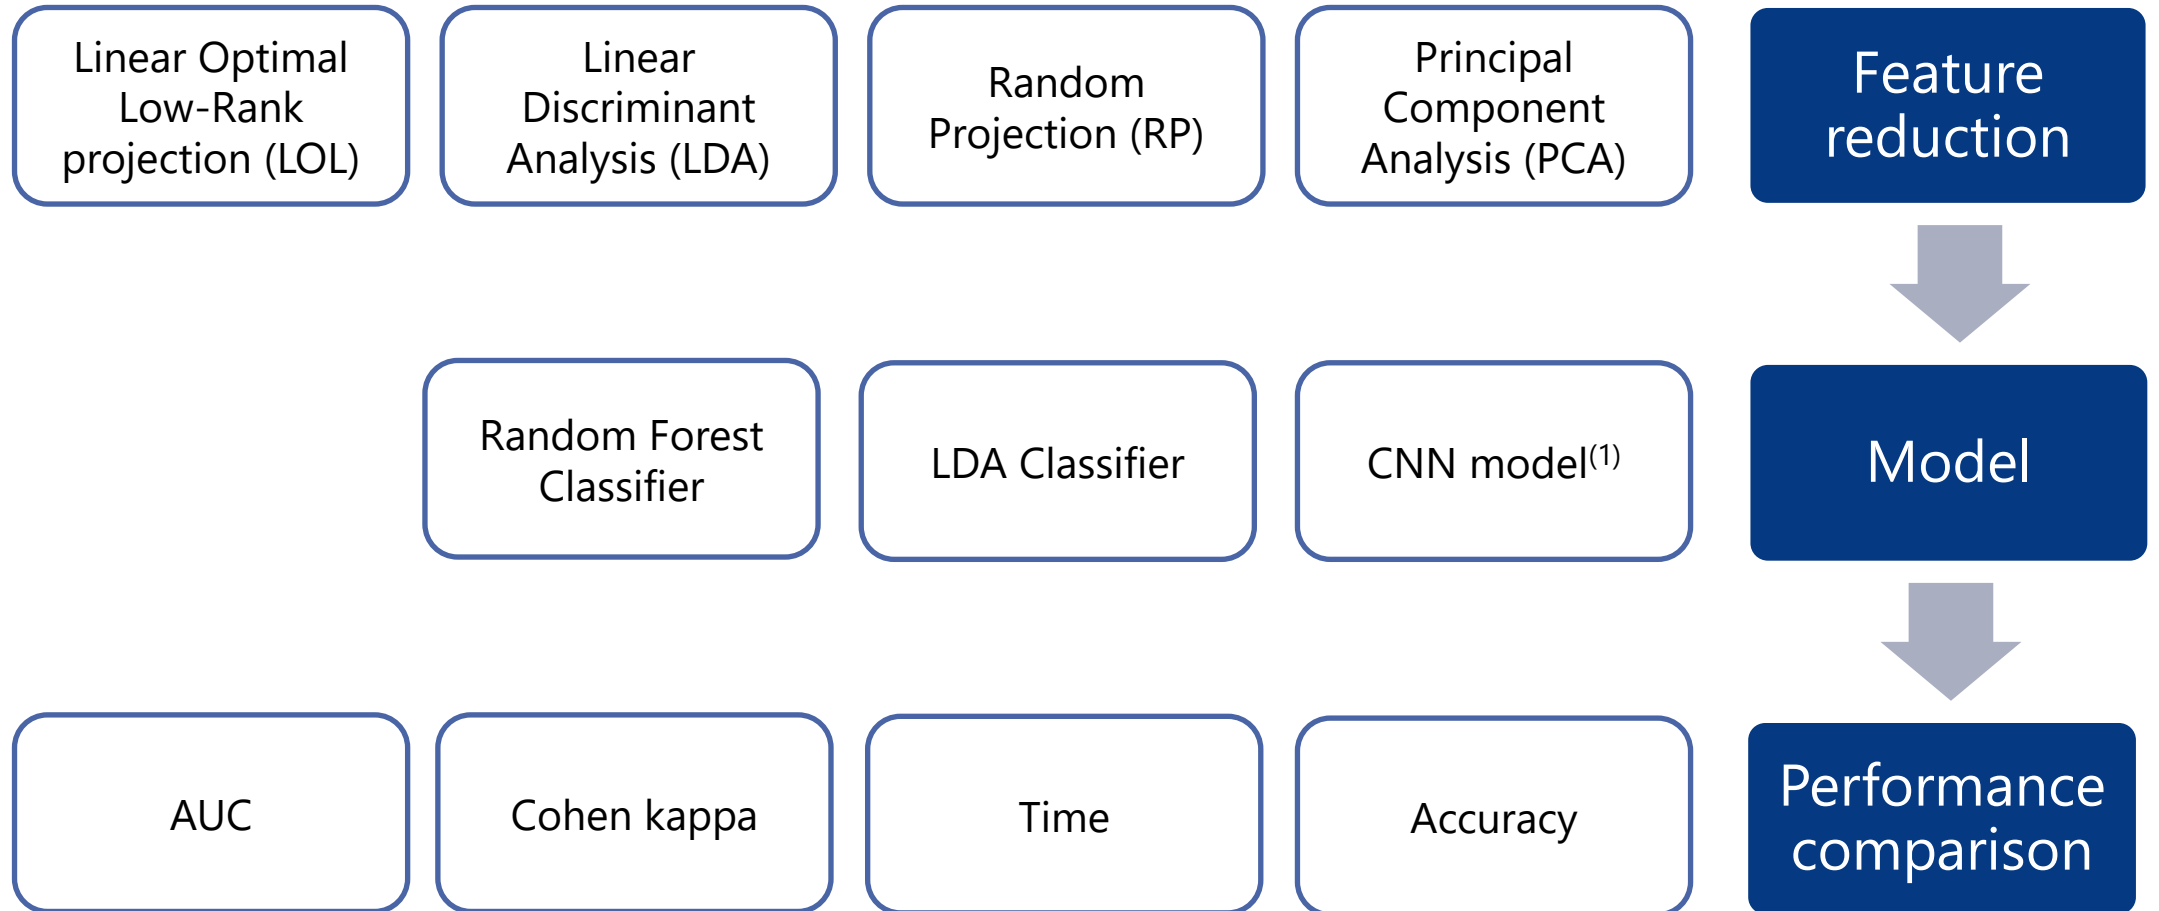 Linear Optimal
Low-Rank
projection (LOL)
Linear
Discriminant
Analysis (LDA)
Random
Projection (RP)
Principal
Component
Analysis (PCA)
Feature
reduction
Random Forest
Classifier
LDA Classifier
CNN model(1)
Model
AUC
Cohen kappa
Time
Accuracy
Performance
comparison